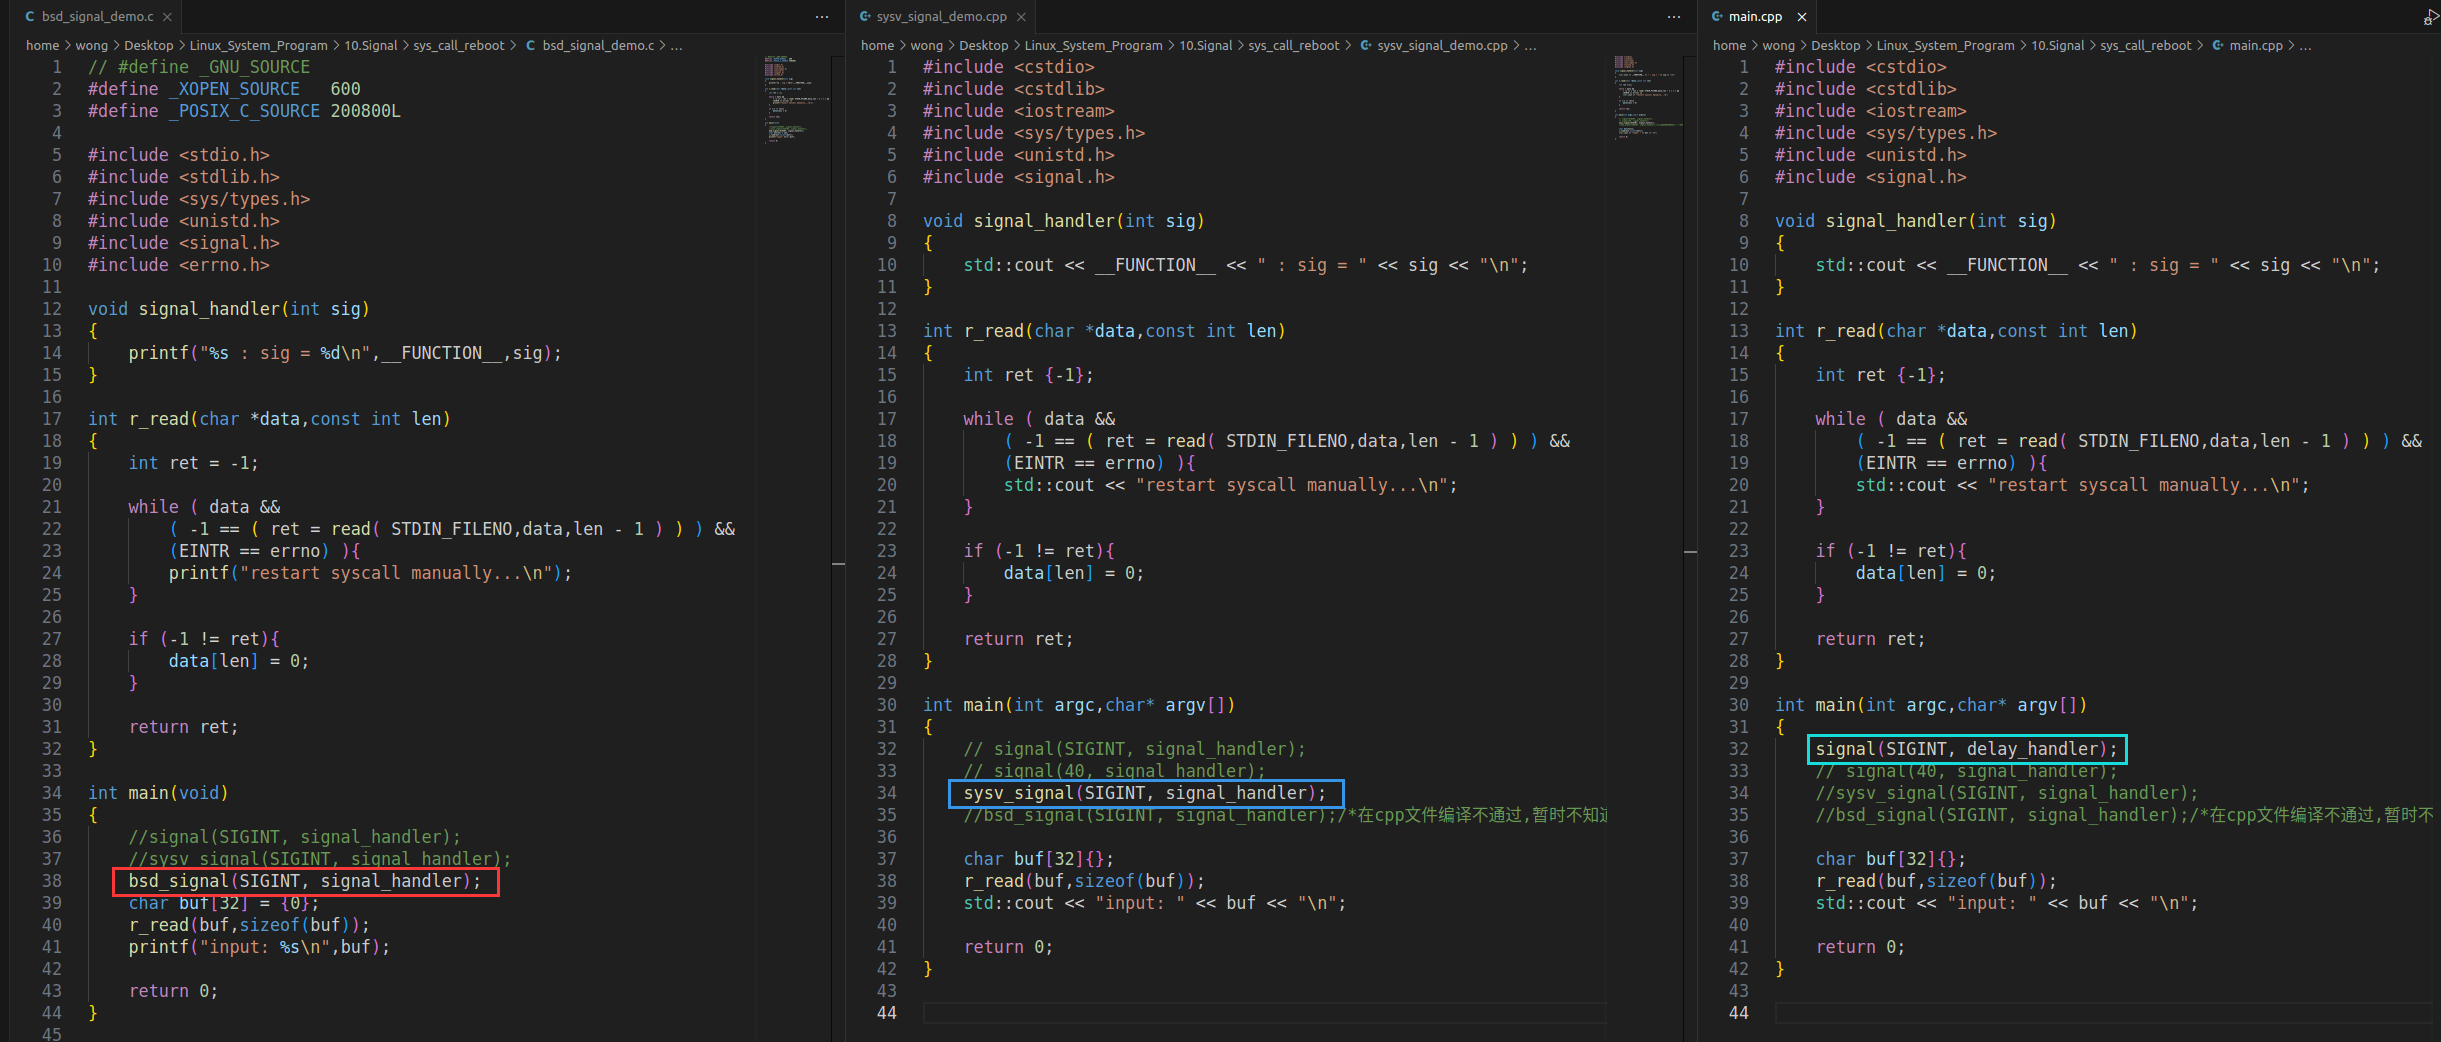 bsd_signal_demo.c
home > wong > Desktop > Linux_System_Program > 10.Signal > sys_call_reboot > bsd_signal_demo.c > ...
1 // #define _GNU_SOURCE
2 #define _XOPEN_SOURCE   600
3 #define _POSIX_C_SOURCE 200800L
4
5 #include <stdio.h>
6 #include <stdlib.h>
7 #include <sys/types.h>
8 #include <unistd.h>
9 #include <signal.h>
10 #include <errno.h>
11
12 void signal_handler(int sig)
13 {
14     printf("%s : sig = %d\n",__FUNCTION__,sig);
15 }
16
17 int r_read(char *data,const int len)
18 {
19     int ret = -1;
20
21     while ( data &&
22         ( -1 == ( ret = read( STDIN_FILENO,data,len - 1 ) ) ) &&
23         (EINTR == errno) ){
24         printf("restart syscall manually...\n");
25     }
26
27     if (-1 != ret){
28         data[len] = 0;
29     }
30
31     return ret;
32 }
33
34 int main(void)
35 {
36     //signal(SIGINT, signal_handler);
37     //sysv_signal(SIGINT, signal_handler);
38     bsd_signal(SIGINT, signal_handler);
39     char buf[32] = {0};
40     r_read(buf,sizeof(buf));
41     printf("input: %s\n",buf);
42
43     return 0;
44 }
45
sysv_signal_demo.cpp
home > wong > Desktop > Linux_System_Program > 10.Signal > sys_call_reboot > sysv_signal_demo.cpp > ...
1 #include <cstdio>
2 #include <cstdlib>
3 #include <iostream>
4 #include <sys/types.h>
5 #include <unistd.h>
6 #include <signal.h>
7
8 void signal_handler(int sig)
9 {
10     std::cout << __FUNCTION__ << " : sig = " << sig << "\n";
11 }
12
13 int r_read(char *data,const int len)
14 {
15     int ret {-1};
16
17     while ( data &&
18         ( -1 == ( ret = read( STDIN_FILENO,data,len - 1 ) ) ) &&
19         (EINTR == errno) ){
20         std::cout << "restart syscall manually...\n";
21     }
22
23     if (-1 != ret){
24         data[len] = 0;
25     }
26
27     return ret;
28 }
29
30 int main(int argc,char* argv[])
31 {
32     // signal(SIGINT, signal_handler);
33     // signal(40, signal_handler);
34     sysv_signal(SIGINT, signal_handler);
35     //bsd_signal(SIGINT, signal_handler);/*在cpp文件编译不通过,暂时不知
36
37     char buf[32]{};
38     r_read(buf,sizeof(buf));
39     std::cout << "input: " << buf << "\n";
40
41     return 0;
42 }
43
44
main.cpp
home > wong > Desktop > Linux_System_Program > 10.Signal > sys_call_reboot > main.cpp > ...
1 #include <cstdio>
2 #include <cstdlib>
3 #include <iostream>
4 #include <sys/types.h>
5 #include <unistd.h>
6 #include <signal.h>
7
8 void signal_handler(int sig)
9 {
10     std::cout << __FUNCTION__ << " : sig = " << sig << "\n";
11 }
12
13 int r_read(char *data,const int len)
14 {
15     int ret {-1};
16
17     while ( data &&
18         ( -1 == ( ret = read( STDIN_FILENO,data,len - 1 ) ) ) &&
19         (EINTR == errno) ){
20         std::cout << "restart syscall manually...\n";
21     }
22
23     if (-1 != ret){
24         data[len] = 0;
25     }
26
27     return ret;
28 }
29
30 int main(int argc,char* argv[])
31 {
32     signal(SIGINT, delay_handler);
33     // signal(40, signal_handler);
34     //sysv_signal(SIGINT, signal_handler);
35     //bsd_signal(SIGINT, signal_handler);/*在cpp文件编译不通过,暂时不
36
37     char buf[32]{};
38     r_read(buf,sizeof(buf));
39     std::cout << "input: " << buf << "\n";
40
41     return 0;
42 }
43
44